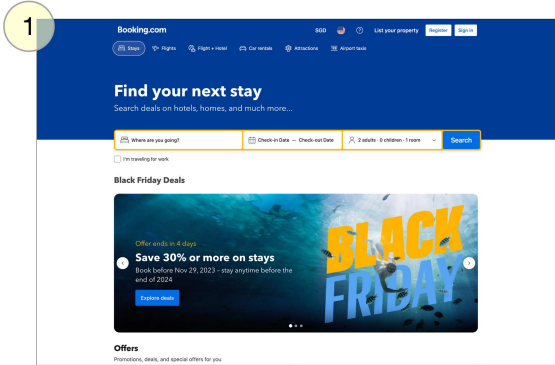 1
Booking.com
SGD
List your property
Register
Sign in
Stays
Flights
Flight + Hotel
Car rentals
Attractions
Airport taxis
Find your next stay
Search deals on hotels, homes, and much more...
Where are you going?
Check-in Date — Check-out Date
2 adults · 0 children · 1 room
Search
I'm traveling for work
Black Friday Deals
Offer ends in 4 days
Save 30% or more on stays
Book before Nov 29, 2023 - stay anytime before the
end of 2024
Explore deals
BLACK
FRIDAY
Offers
Promotions, deals, and special offers for you